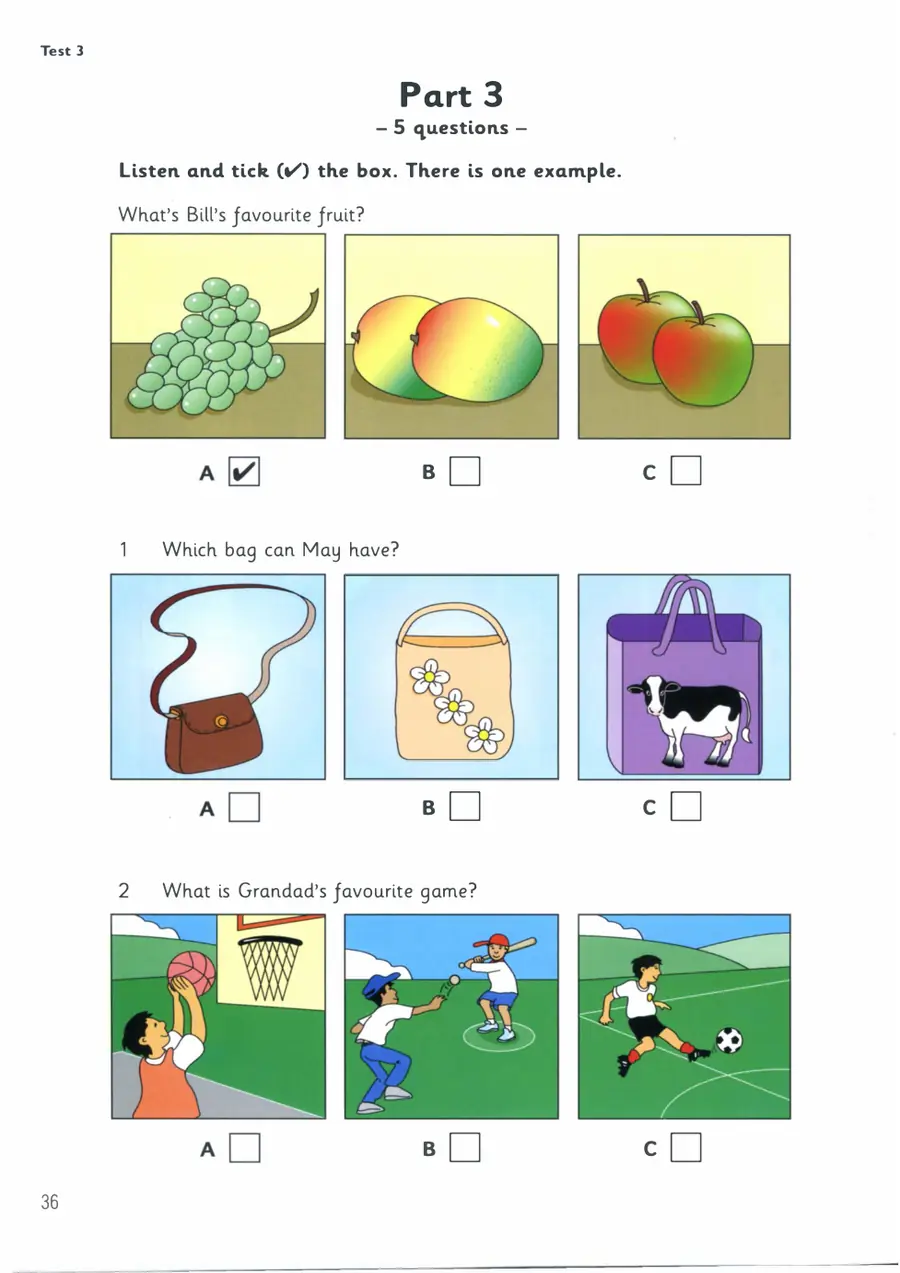 Test 3
Part 3
– 5 questions –
Listen and tick (✔) the box. There is one example.
What's Bill's favourite fruit?
A ✔ B C
1 Which bag can May have?
A B C
2 What is Grandad's favourite game?
A B C
36